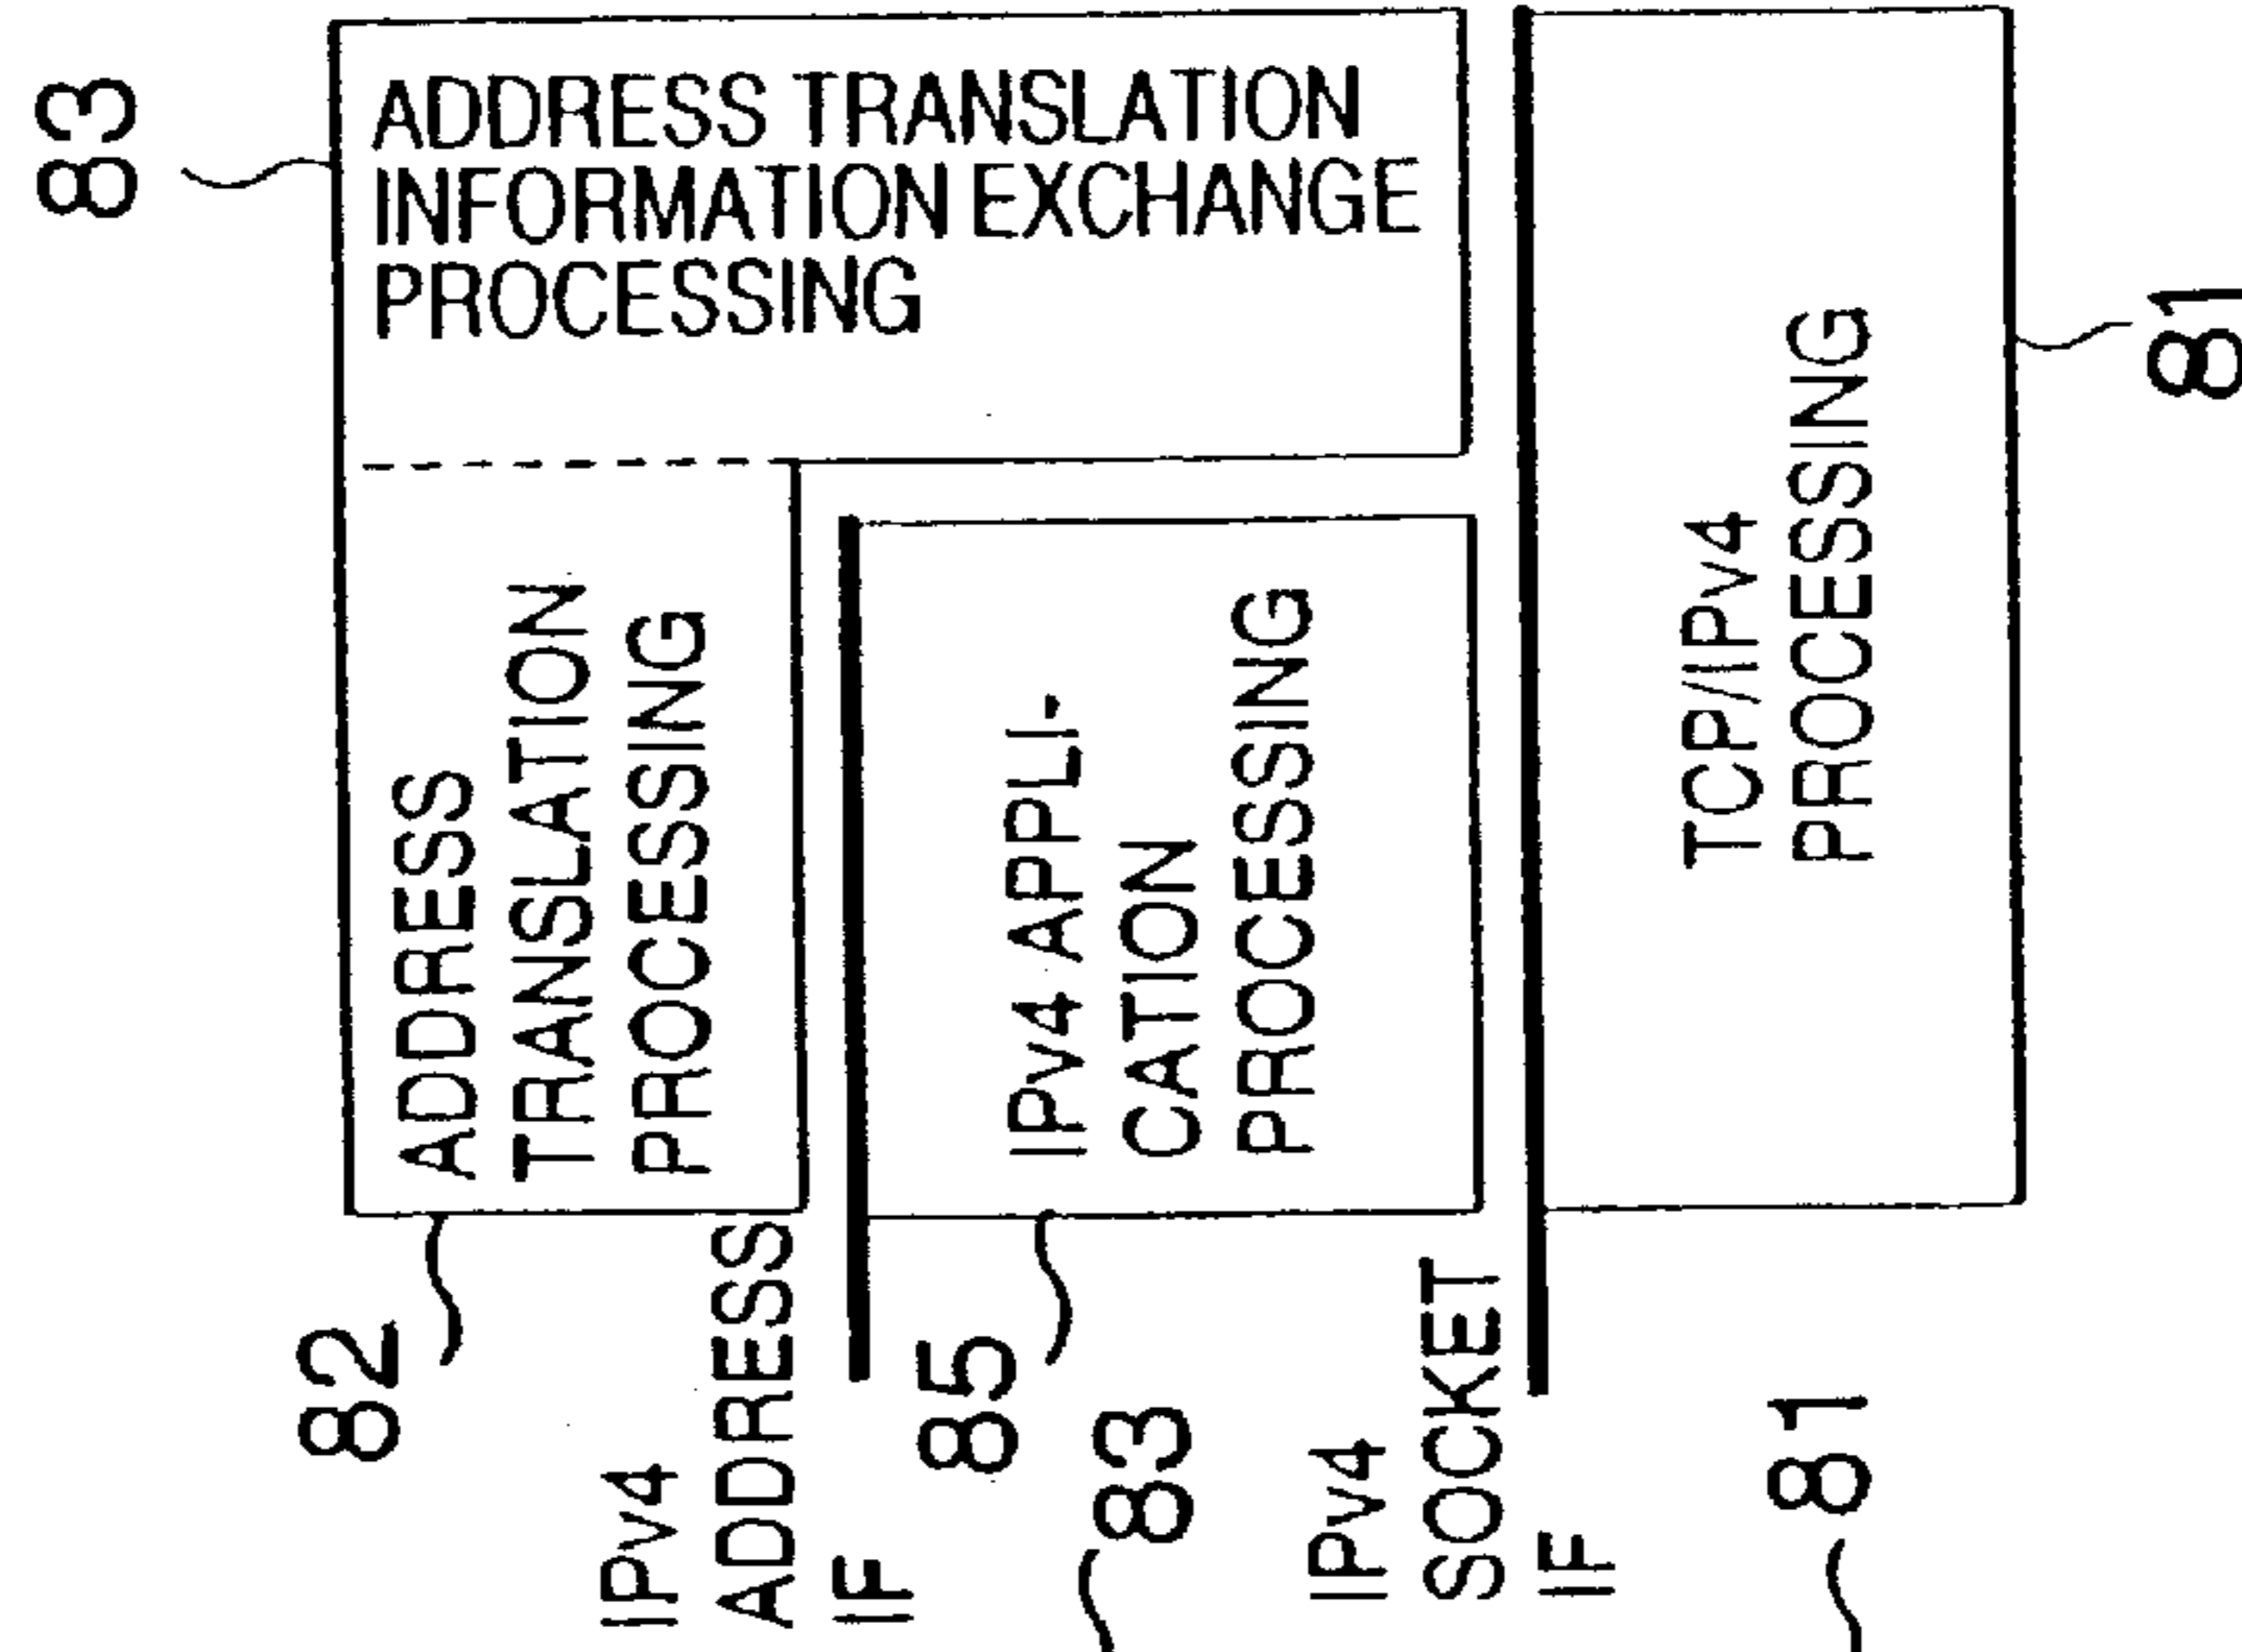 83
ADDRESS TRANSLATION
INFORMATION EXCHANGE
PROCESSING
82
ADDRESS
TRANSLATION
PROCESSING
IPv4
ADDRESS
IF
85
IPv4 APPLI-
CATION
PROCESSING
83
IPv4
SOCKET
IF
TCP/IPv4
PROCESSING
81
81